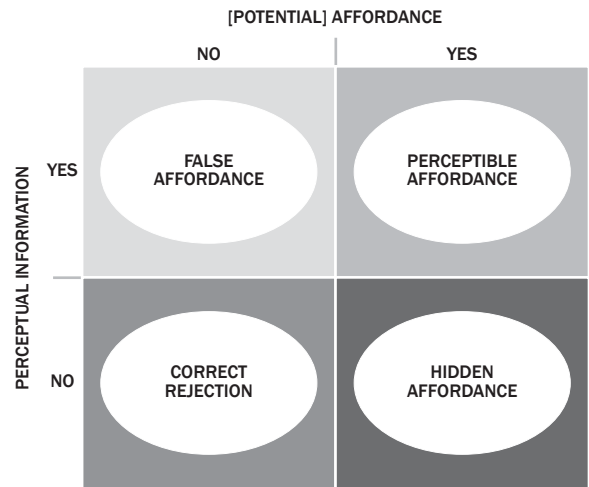 [POTENTIAL] AFFORDANCE
NO
YES
PERCEPTUAL INFORMATION
YES
FALSE
AFFORDANCE
PERCEPTIBLE
AFFORDANCE
NO
CORRECT
REJECTION
HIDDEN
AFFORDANCE